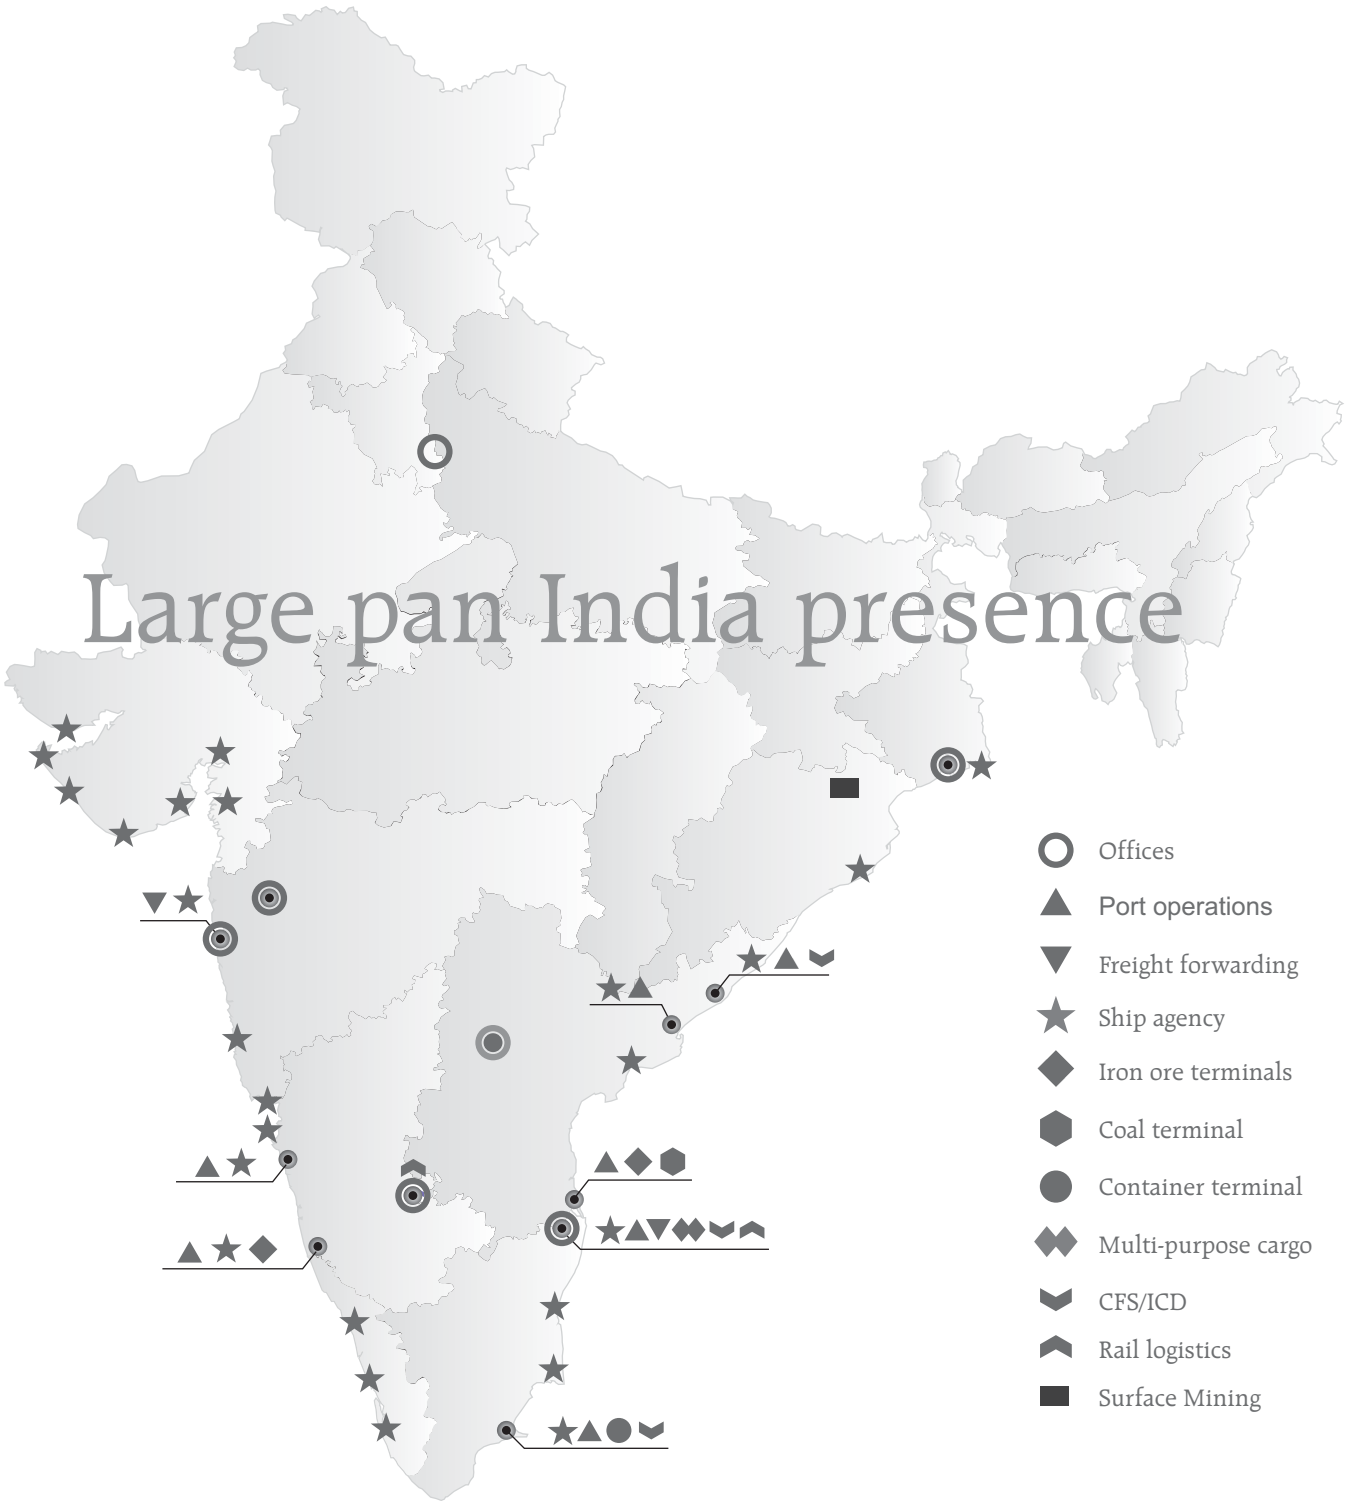 Large pan India presence
Offices
Port operations
Freight forwarding
Ship agency
Iron ore terminals
Coal terminal
Container terminal
Multi-purpose cargo
CFS/ICD
Rail logistics
Surface Mining